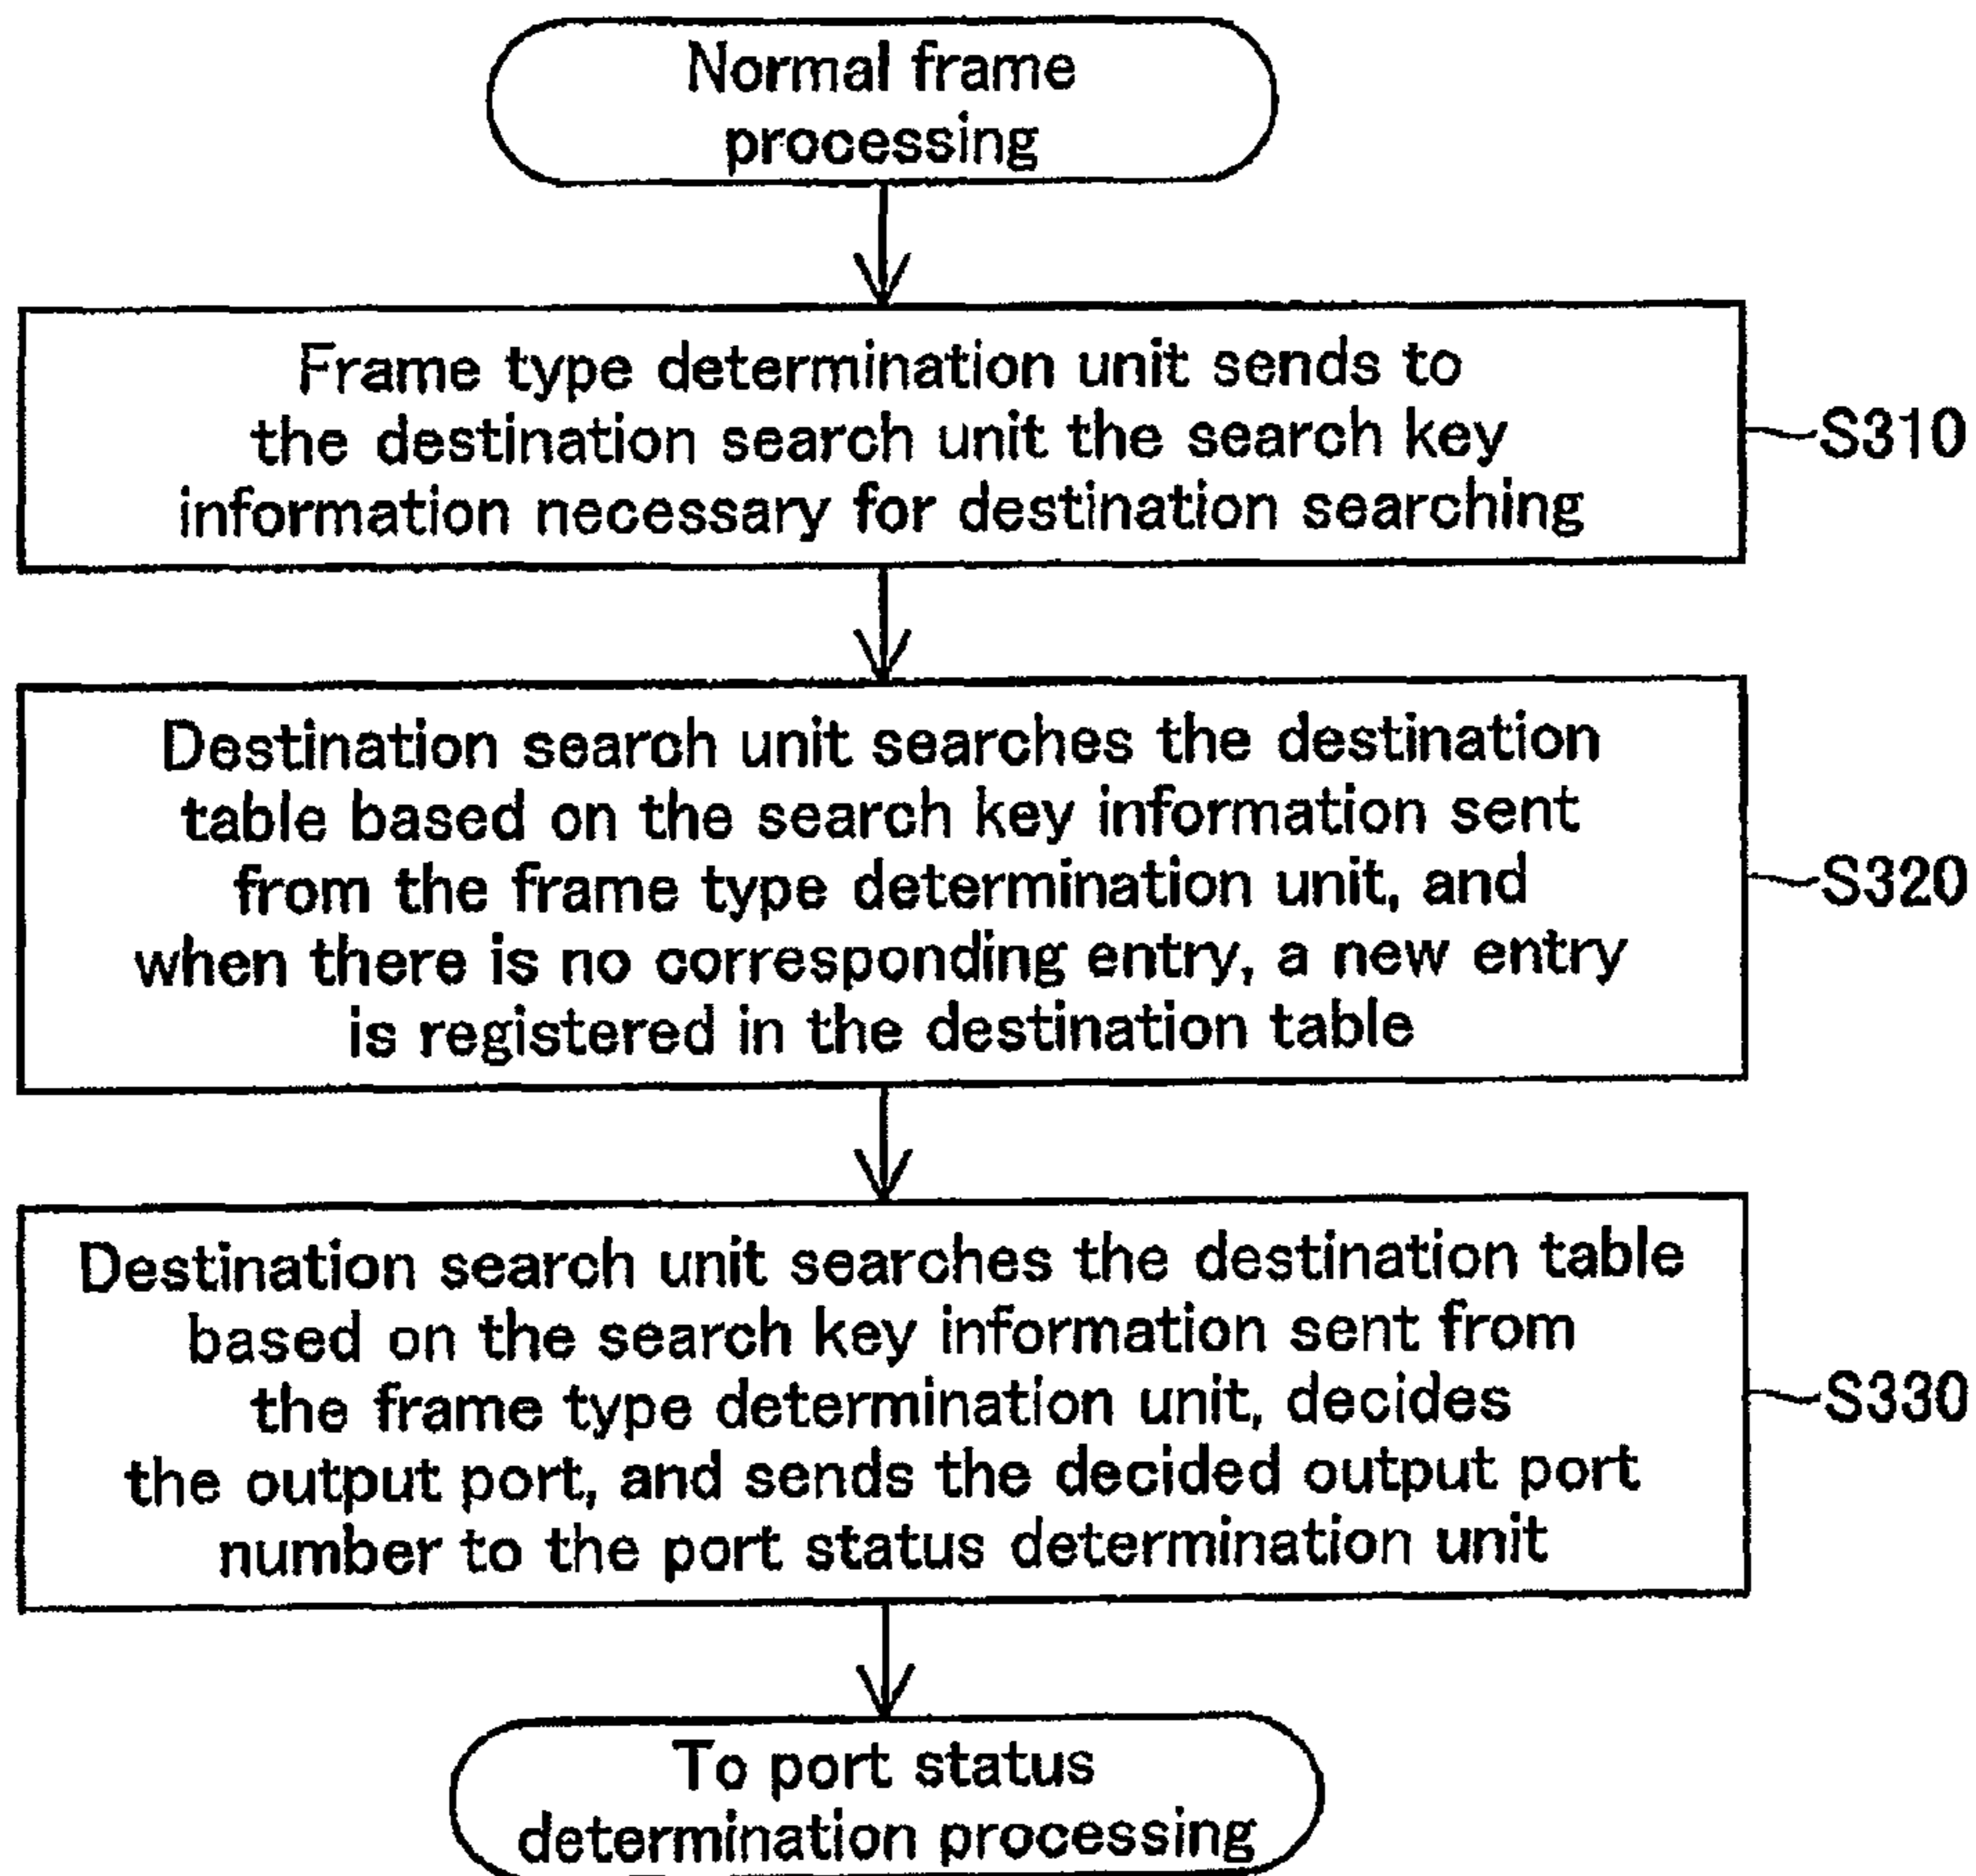 Normal frame
processing
Frame type determination unit sends to
the destination search unit the search key
information necessary for destination searching
S310
Destination search unit searches the destination
table based on the search key information sent
from the frame type determination unit, and
when there is no corresponding entry, a new entry
is registered in the destination table
S320
Destination search unit searches the destination table
based on the search key information sent from
the frame type determination unit, decides
the output port, and sends the decided output port
number to the port status determination unit
S330
To port status
determination processing